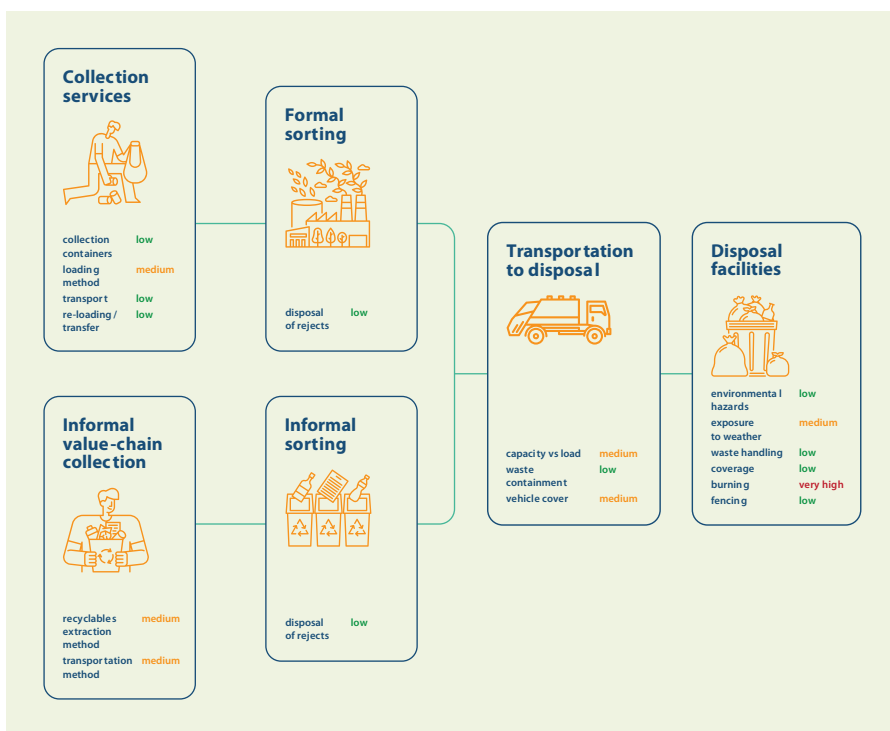 Collection
services
collection low
containers
loading medium
method
transport low
re-loading / low
transfer
Formal
sorting
disposal low
of rejects
Informal
value-chain
collection
recyclables medium
extraction
method
transportation medium
method
Informal
sorting
disposal low
of rejects
Transportation
to disposal
capacity vs load medium
waste low
containment
vehicle cover medium
Disposal
facilities
environmental low
hazards
exposure medium
to weather
waste handling low
coverage low
burning very high
fencing low